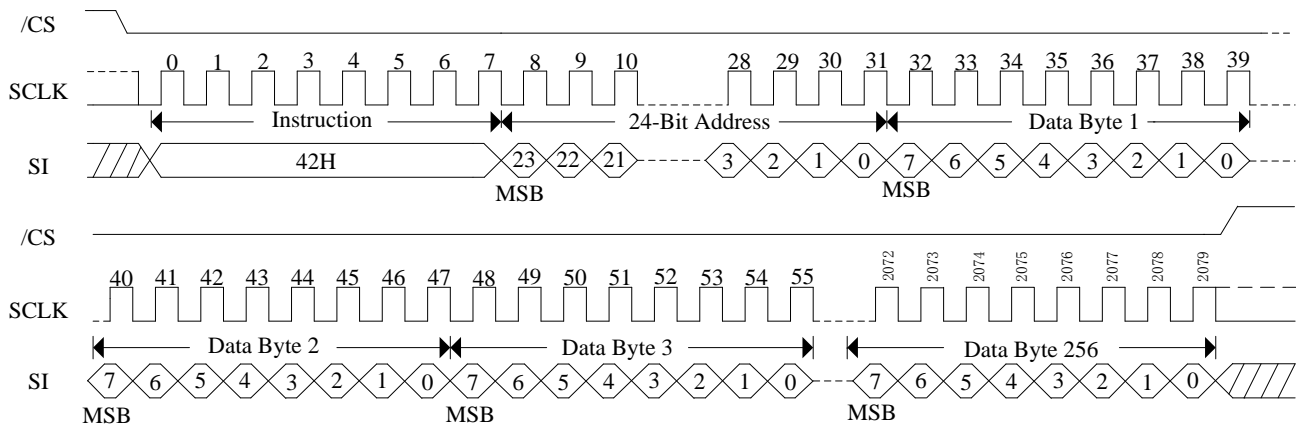 /CS
0 1 2 3 4 5 6 7 8 9 10 28 29 30 31 32 33 34 35 36 37 38 39
SCLK
Instruction 24-Bit Address Data Byte 1
SI 42H 23 22 21 3 2 1 0 7 6 5 4 3 2 1 0
MSB MSB
/CS
40 41 42 43 44 45 46 47 48 49 50 51 52 53 54 55 2072 2073 2074 2075 2076 2077 2078 2079
SCLK
Data Byte 2 Data Byte 3 Data Byte 256
SI 7 6 5 4 3 2 1 0 7 6 5 4 3 2 1 0 7 6 5 4 3 2 1 0
MSB MSB MSB